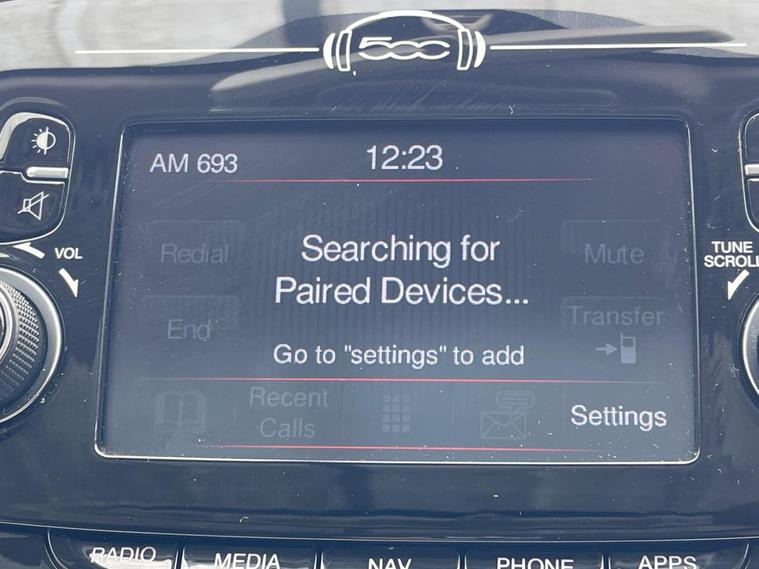 500
AM 693
12:23
Redial
Searching for
Paired Devices...
Mute
VOL
TUNE
SCROLL
End
Go to "settings" to add
Transfer
Recent
Calls
Settings
RADIO
MEDIA
NAV
PHONE
APPS